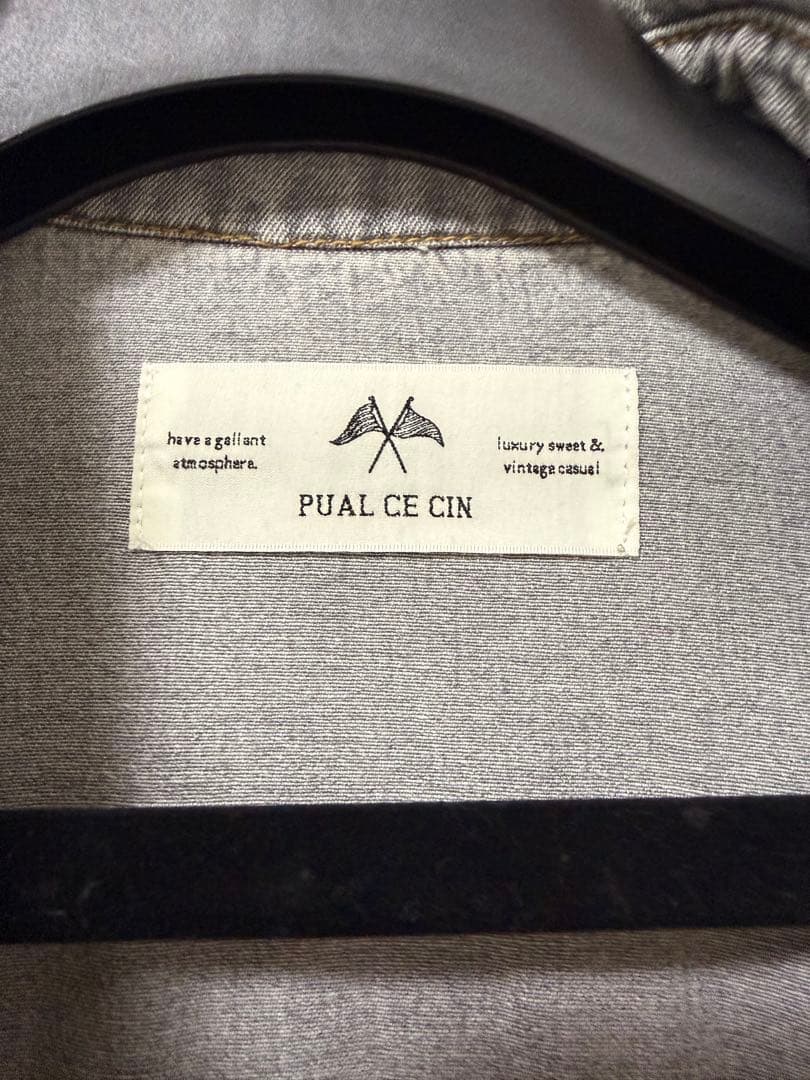 have a gallant
atmosphere.
luxury sweet &.
vintage casual
PUAL CE CIN